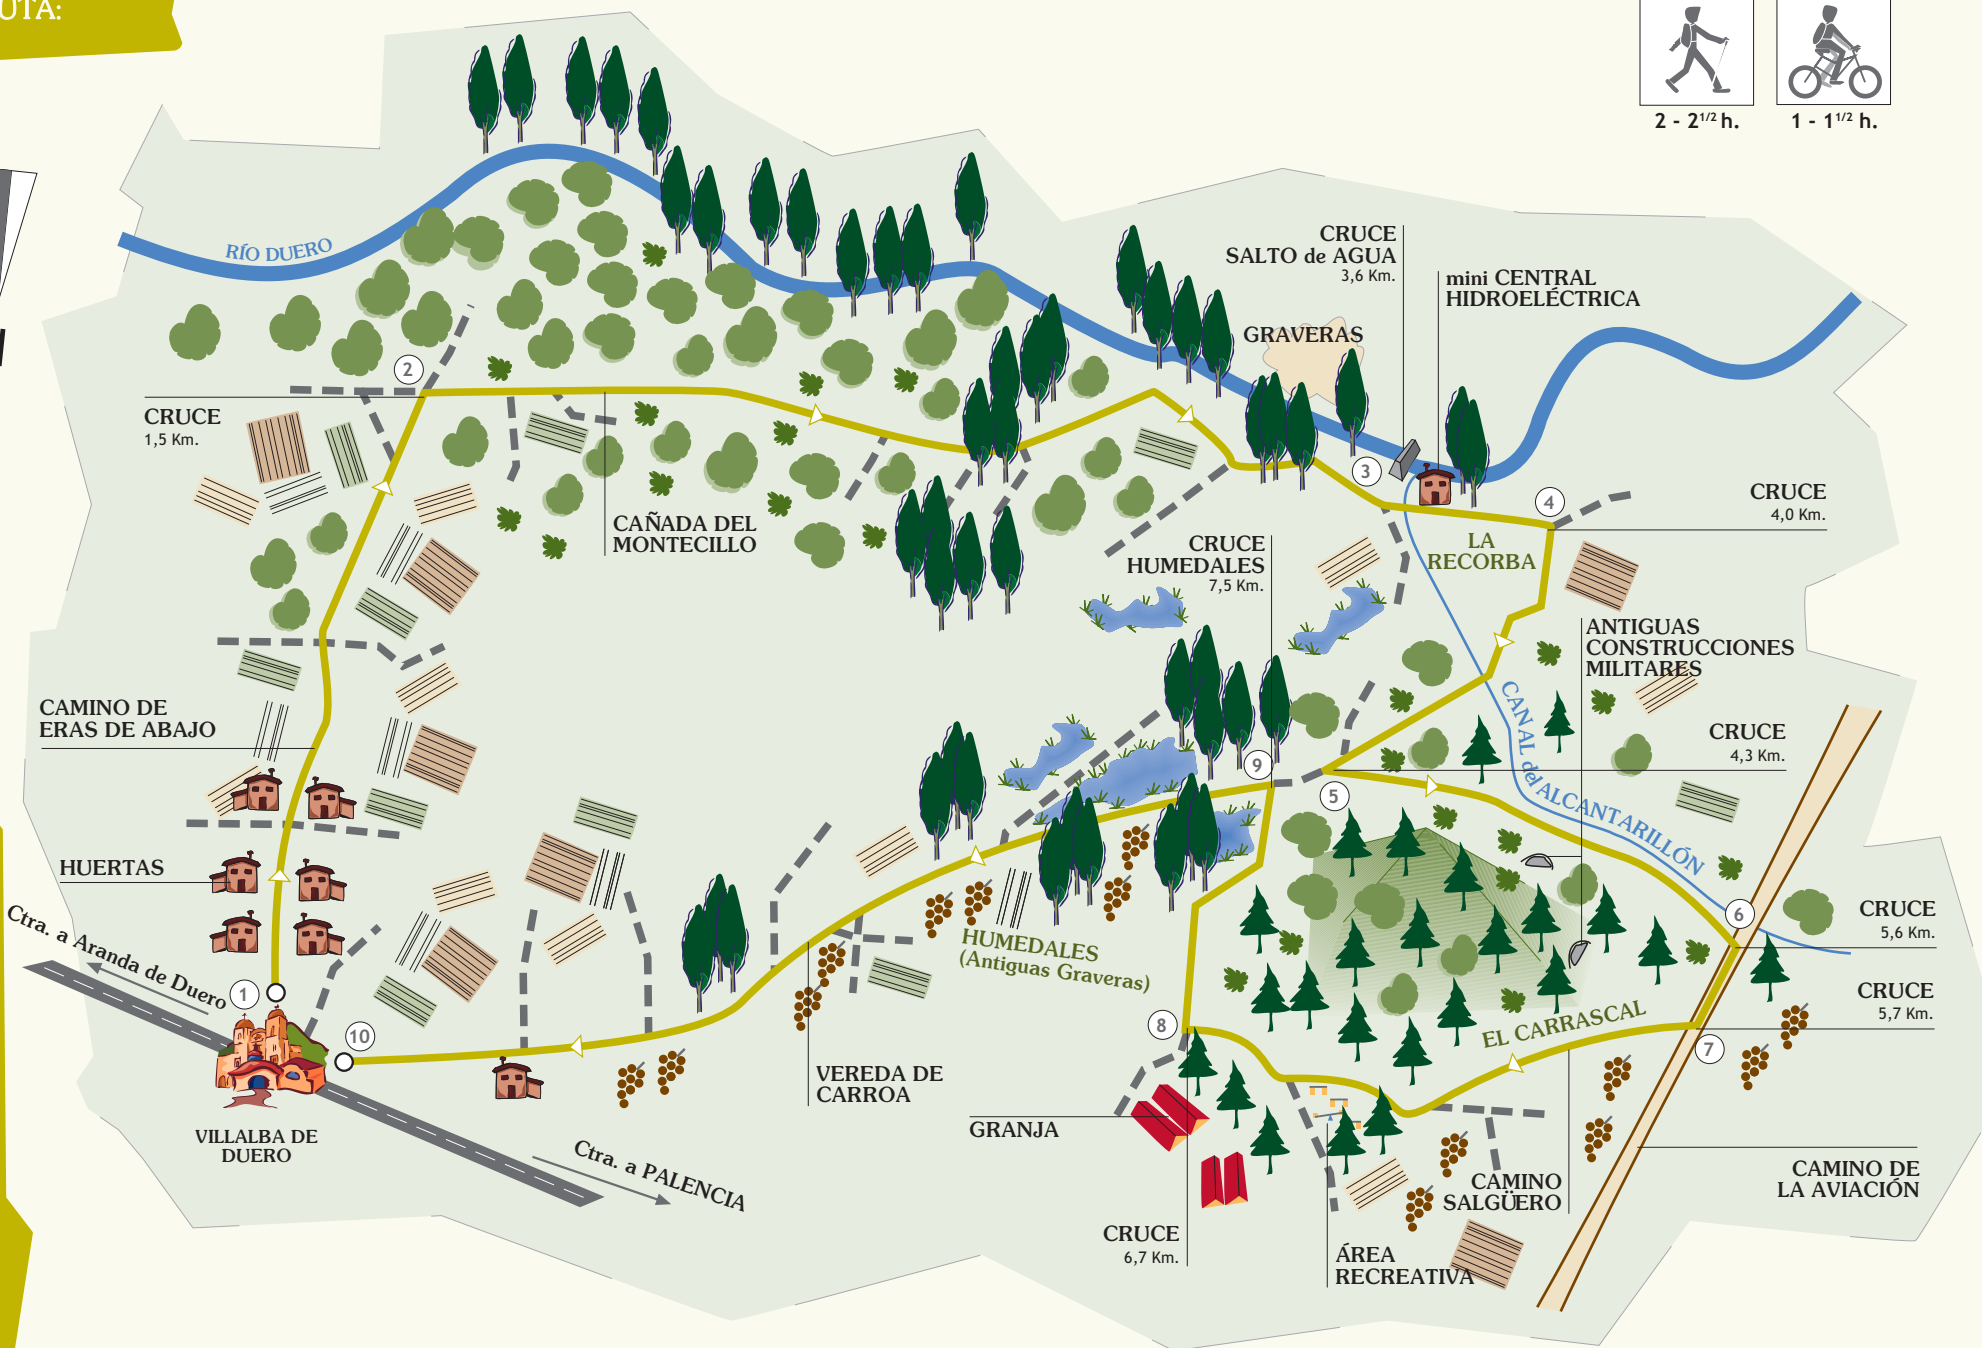 UTA:
2 - 2 1/2 h.
1 - 1 1/2 h.
RÍO DUERO
CRUCE
SALTO de AGUA
3,6 Km.
mini CENTRAL
HIDROELÉCTRICA
GRAVERAS
2
CRUCE
1,5 Km.
3
4
CRUCE
4,0 Km.
CAÑADA DEL
MONTECILLO
CRUCE
HUMEDALES
7,5 Km.
LA
RECORBA
ANTIGUAS
CONSTRUCCIONES
MILITARES
CAMINO DE
ERAS DE ABAJO
CANAL del ALCANTARILLÓN
CRUCE
4,3 Km.
9
5
HUERTAS
6
CRUCE
5,6 Km.
Ctra. a Aranda de Duero
HUMEDALES
(Antiguas Graveras)
1
CRUCE
5,7 Km.
10
8
EL CARRASCAL
7
VEREDA DE
CARROA
GRANJA
VILLALBA DE
DUERO
Ctra. a PALENCIA
CAMINO
SALGÜERO
CAMINO DE
LA AVIACIÓN
CRUCE
6,7 Km.
ÁREA
RECREATIVA